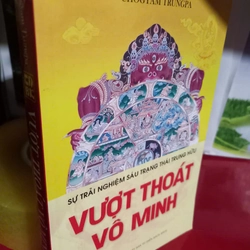 CHÖGYAM TRUNGPA
SỰ TRẢI NGHIỆM SÁU TRẠNG THÁI TRUNG HỮU
VƯỢT THOÁT
VÔ MINH